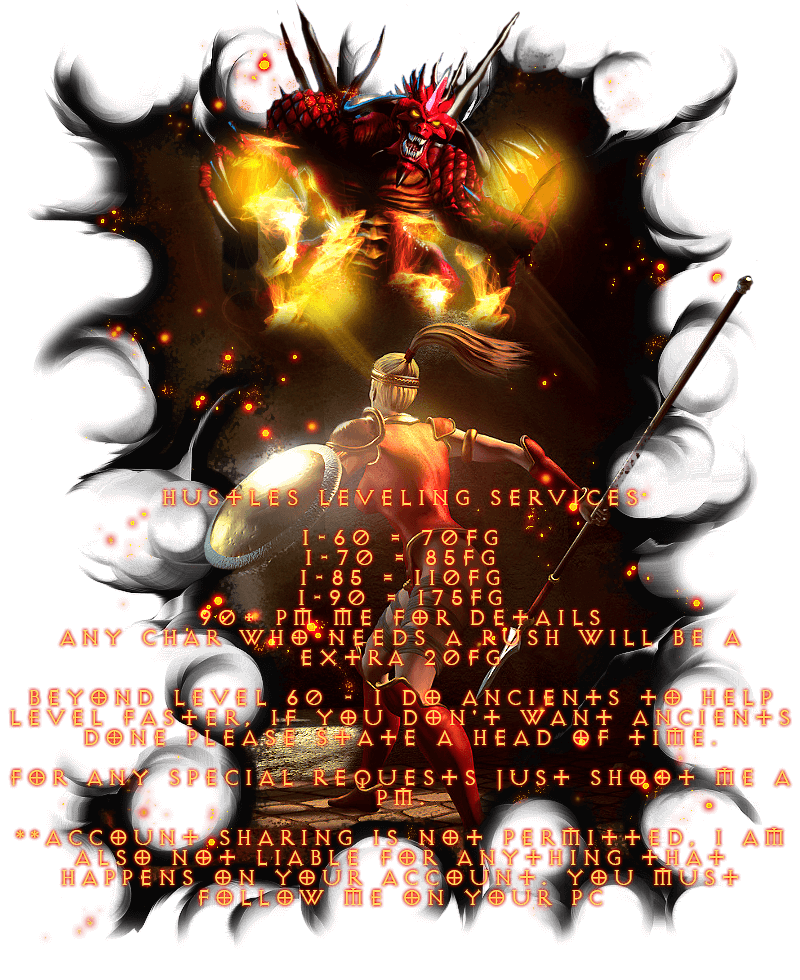 HUSTLES LEVELING SERVICES
1-60 = 70FG
1-70 = 85FG
1-85 = 110FG
1-90 = 175FG
90+ PM ME FOR DETAILS
ANY CHAR WHO NEEDS A RUSH WILL BE A
EXTRA 20FG
BEYOND LEVEL 60 - I DO ANCIENTS TO HELP
LEVEL FASTER, IF YOU DON'T WANT ANCIENTS
DONE PLEASE STATE A HEAD OF TIME.
FOR ANY SPECIAL REQUESTS JUST SHOOT ME A
PM.
**ACCOUNT SHARING IS NOT PERMITTED. I AM
ALSO NOT LIABLE FOR ANYTHING THAT
HAPPENS ON YOUR ACCOUNT. YOU MUST
FOLLOW ME ON YOUR PC